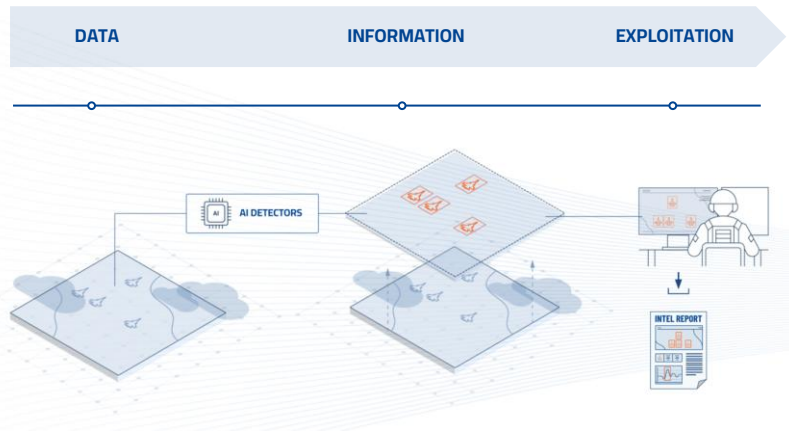 DATA
INFORMATION
EXPLOITATION
AI
AI DETECTORS
INTEL REPORT